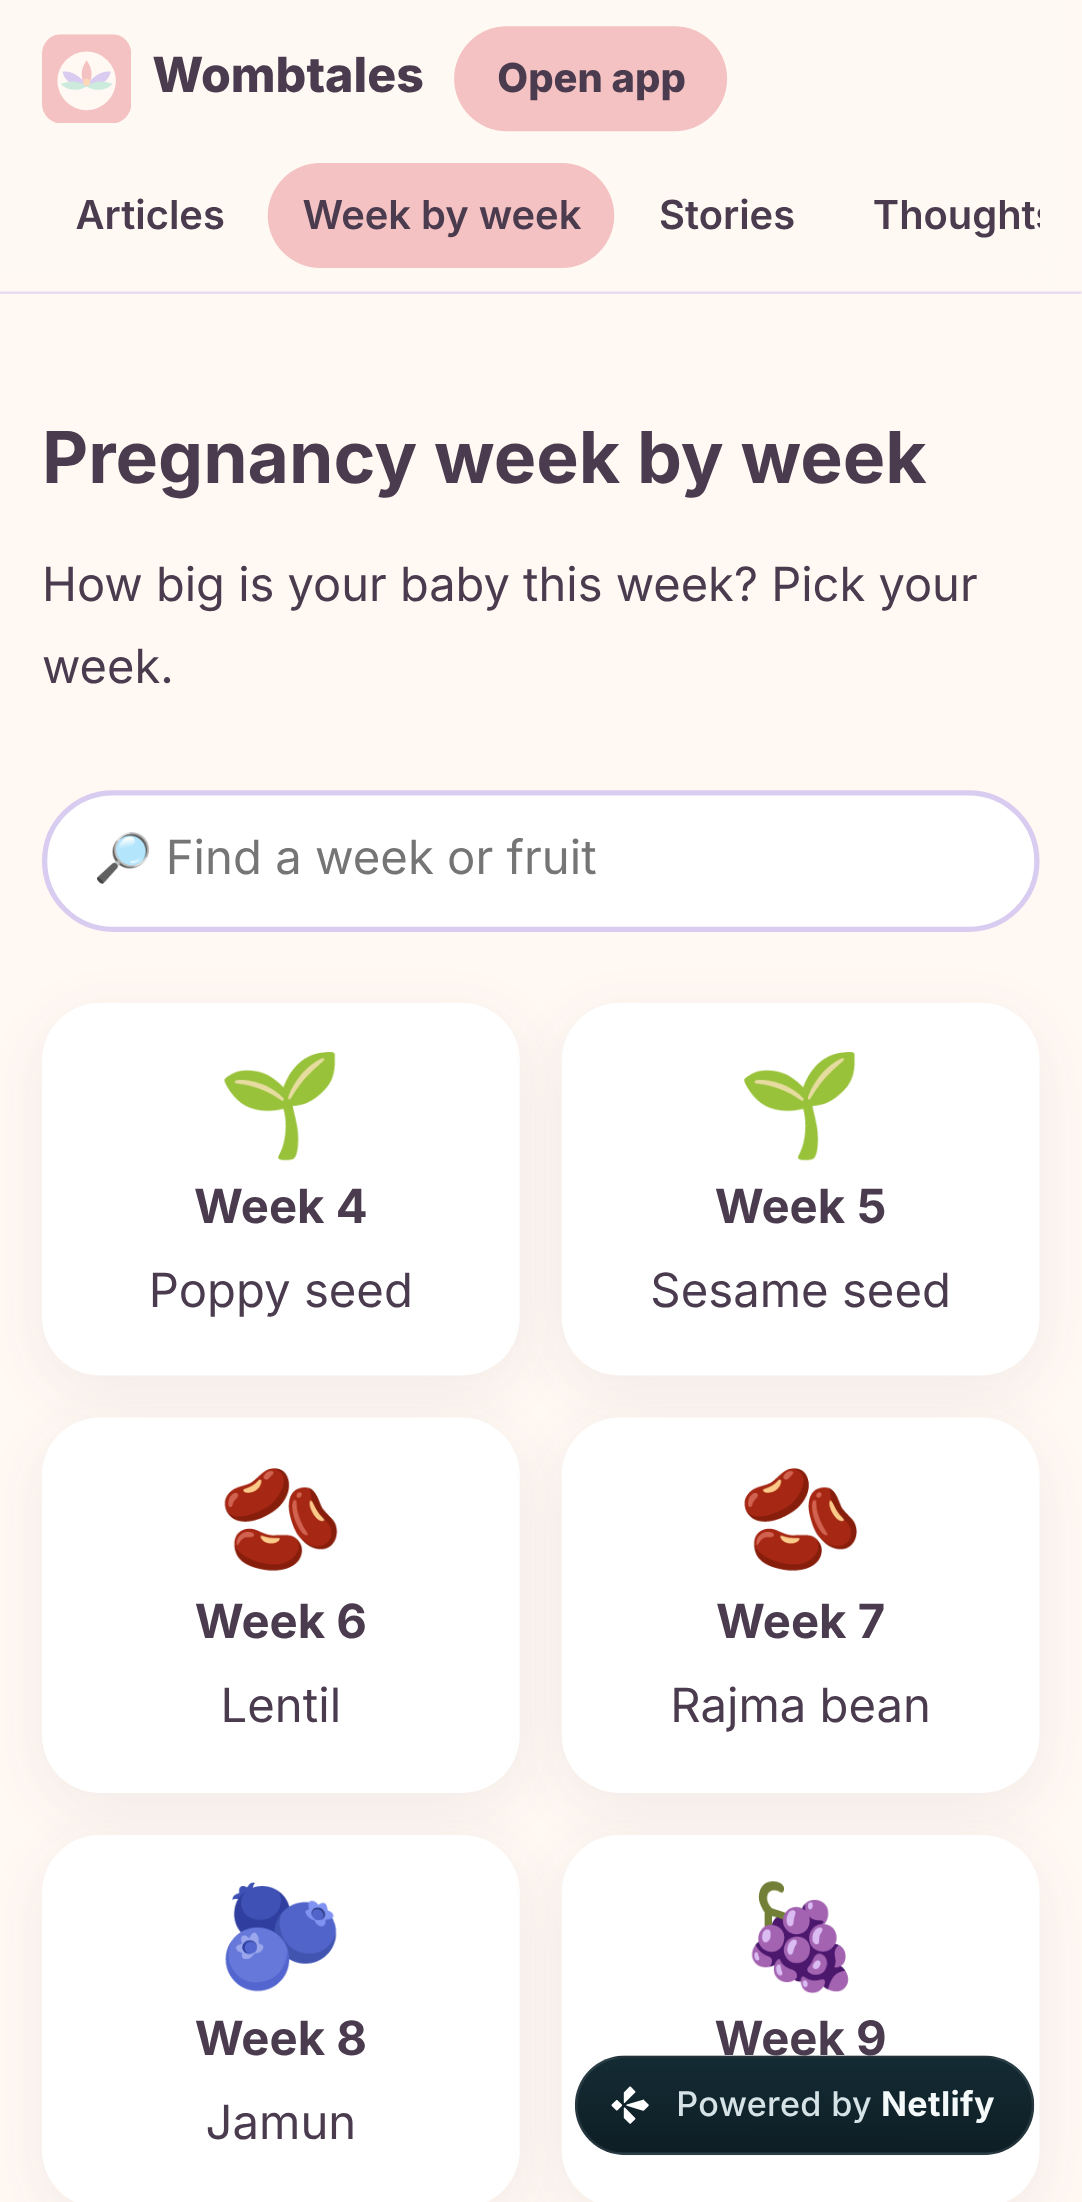 Wombtales
Open app
Articles
Week by week
Stories
Thoughts
Pregnancy week by week
How big is your baby this week? Pick your
week.
🔎 Find a week or fruit
Week 4
Poppy seed
Week 5
Sesame seed
Week 6
Lentil
Week 7
Rajma bean
Week 8
Jamun
Week 9
Powered by Netlify